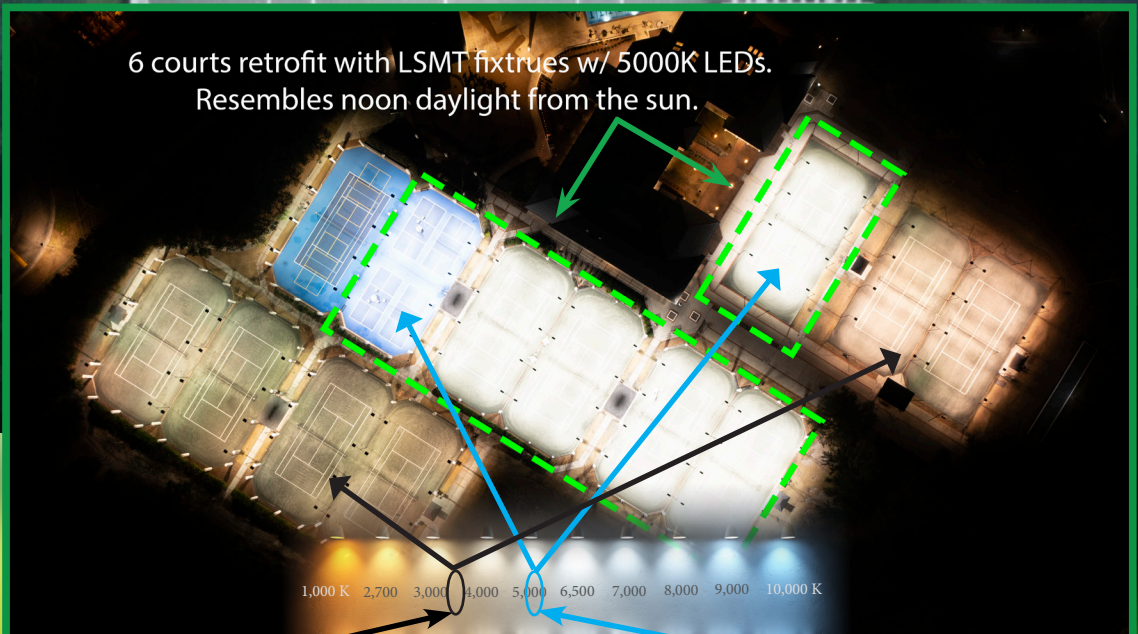 6 courts retrofit with LSMT fixtrues w/ 5000K LEDs.
Resembles noon daylight from the sun.
1,000 K 2,700 3,000 4,000 5,000 6,500 7,000 8,000 9,000 10,000 K